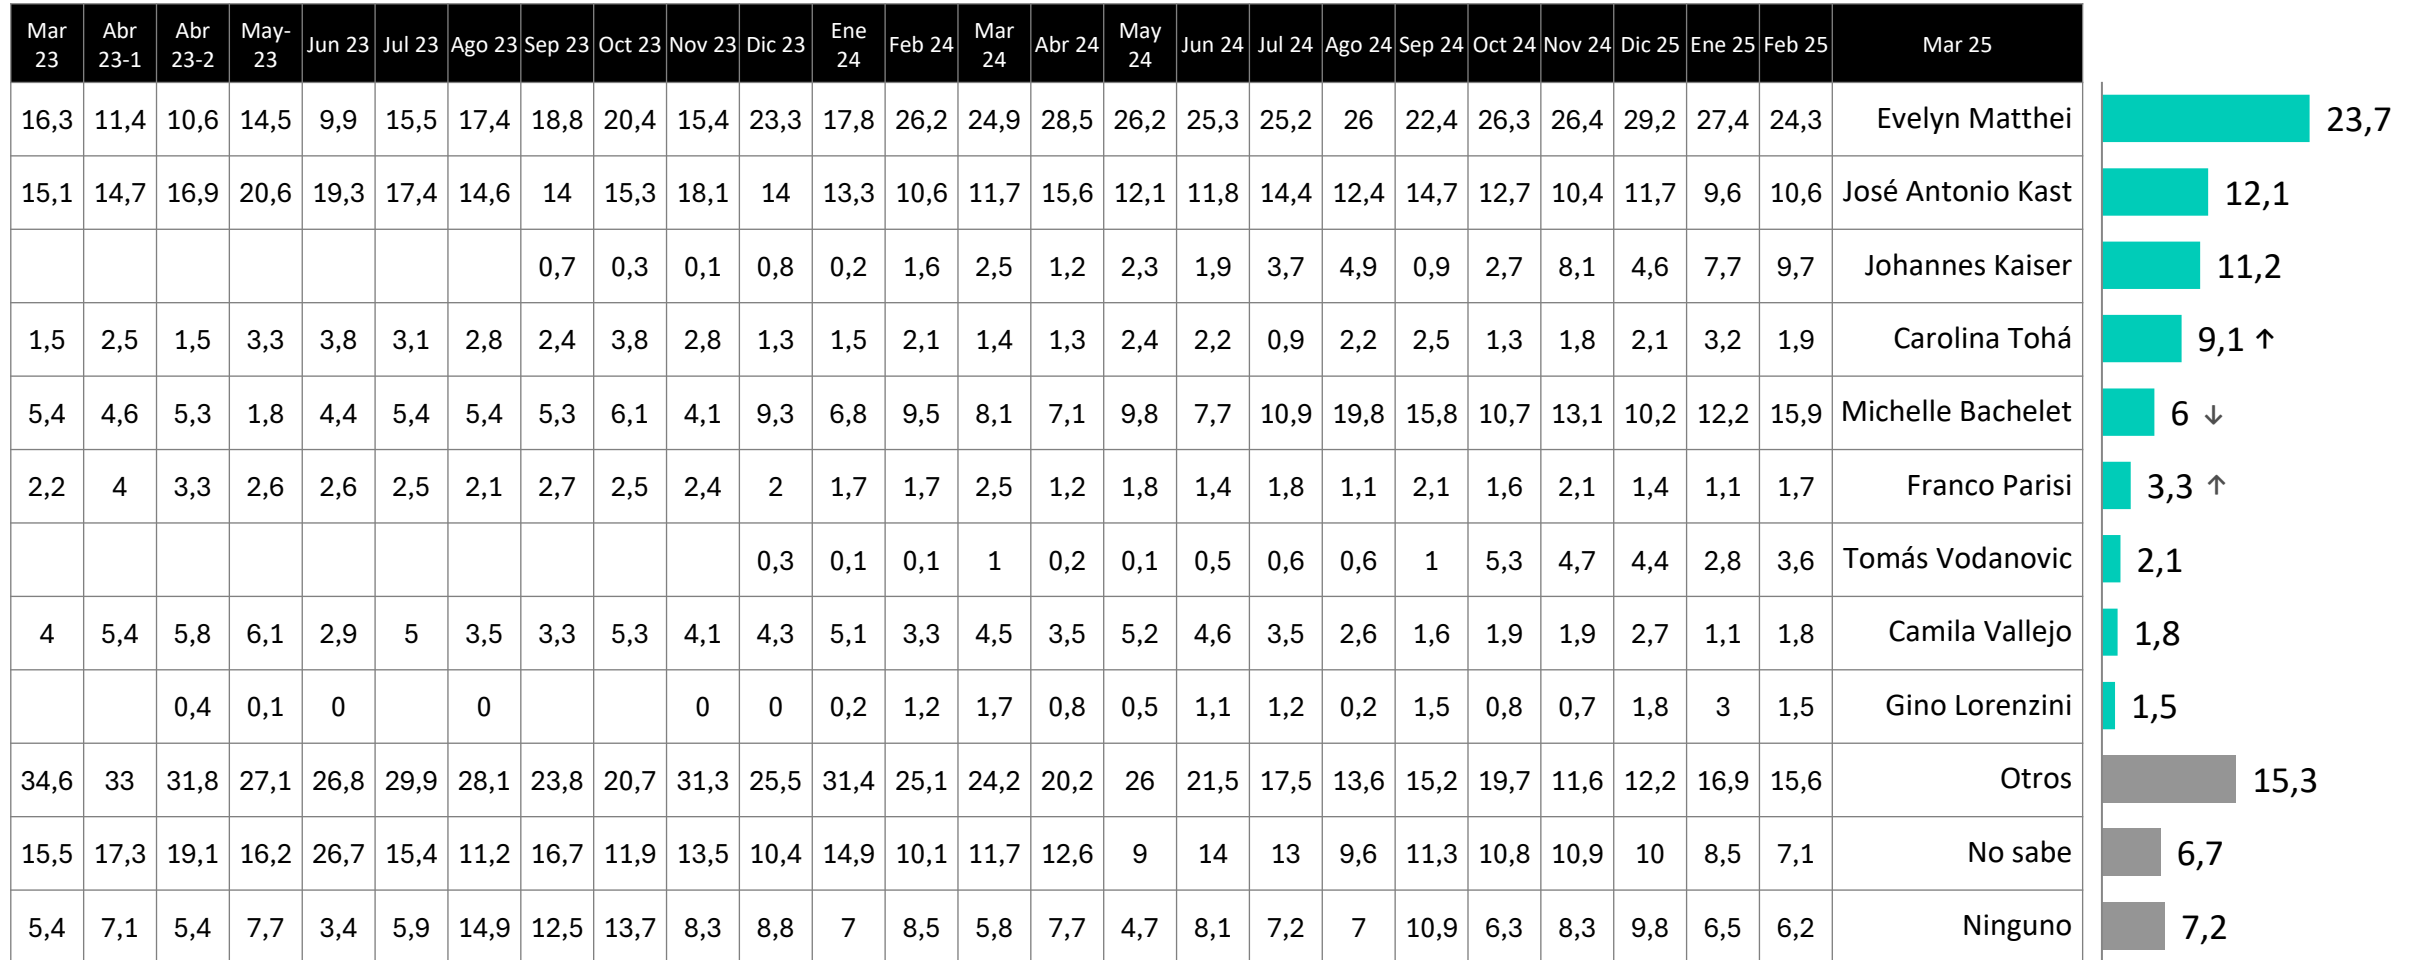 Mar 23 Abr 23-1 Abr 23-2 May-23 Jun 23 Jul 23 Ago 23 Sep 23 Oct 23 Nov 23 Dic 23 Ene 24 Feb 24 Mar 24 Abr 24 May 24 Jun 24 Jul 24 Ago 24 Sep 24 Oct 24 Nov 24 Dic 25 Ene 25 Feb 25 Mar 25
16,3 11,4 10,6 14,5 9,9 15,5 17,4 18,8 20,4 15,4 23,3 17,8 26,2 24,9 28,5 26,2 25,3 25,2 26 22,4 26,3 26,4 29,2 27,4 24,3 Evelyn Matthei 23,7
15,1 14,7 16,9 20,6 19,3 17,4 14,6 14 15,3 18,1 14 13,3 10,6 11,7 15,6 12,1 11,8 14,4 12,4 14,7 12,7 10,4 11,7 9,6 10,6 José Antonio Kast 12,1
0,7 0,3 0,1 0,8 0,2 1,6 2,5 1,2 2,3 1,9 3,7 4,9 0,9 2,7 8,1 4,6 7,7 9,7 Johannes Kaiser 11,2
1,5 2,5 1,5 3,3 3,8 3,1 2,8 2,4 3,8 2,8 1,3 1,5 2,1 1,4 1,3 2,4 2,2 0,9 2,2 2,5 1,3 1,8 2,1 3,2 1,9 Carolina Tohá 9,1 ↑
5,4 4,6 5,3 1,8 4,4 5,4 5,4 5,3 6,1 4,1 9,3 6,8 9,5 8,1 7,1 9,8 7,7 10,9 19,8 15,8 10,7 13,1 10,2 12,2 15,9 Michelle Bachelet 6 ↓
2,2 4 3,3 2,6 2,6 2,5 2,1 2,7 2,5 2,4 2 1,7 1,7 2,5 1,2 1,8 1,4 1,8 1,1 2,1 1,6 2,1 1,4 1,1 1,7 Franco Parisi 3,3 ↑
0,3 0,1 0,1 1 0,2 0,1 0,5 0,6 0,6 1 5,3 4,7 4,4 2,8 3,6 Tomás Vodanovic 2,1
4 5,4 5,8 6,1 2,9 5 3,5 3,3 5,3 4,1 4,3 5,1 3,3 4,5 3,5 5,2 4,6 3,5 2,6 1,6 1,9 1,9 2,7 1,1 1,8 Camila Vallejo 1,8
0,4 0,1 0 0 0 0 0,2 1,2 1,7 0,8 0,5 1,1 1,2 0,2 1,5 0,8 0,7 1,8 3 1,5 Gino Lorenzini 1,5
34,6 33 31,8 27,1 26,8 29,9 28,1 23,8 20,7 31,3 25,5 31,4 25,1 24,2 20,2 26 21,5 17,5 13,6 15,2 19,7 11,6 12,2 16,9 15,6 Otros 15,3
15,5 17,3 19,1 16,2 26,7 15,4 11,2 16,7 11,9 13,5 10,4 14,9 10,1 11,7 12,6 9 14 13 9,6 11,3 10,8 10,9 10 8,5 7,1 No sabe 6,7
5,4 7,1 5,4 7,7 3,4 5,9 14,9 12,5 13,7 8,3 8,8 7 8,5 5,8 7,7 4,7 8,1 7,2 7 10,9 6,3 8,3 9,8 6,5 6,2 Ninguno 7,2